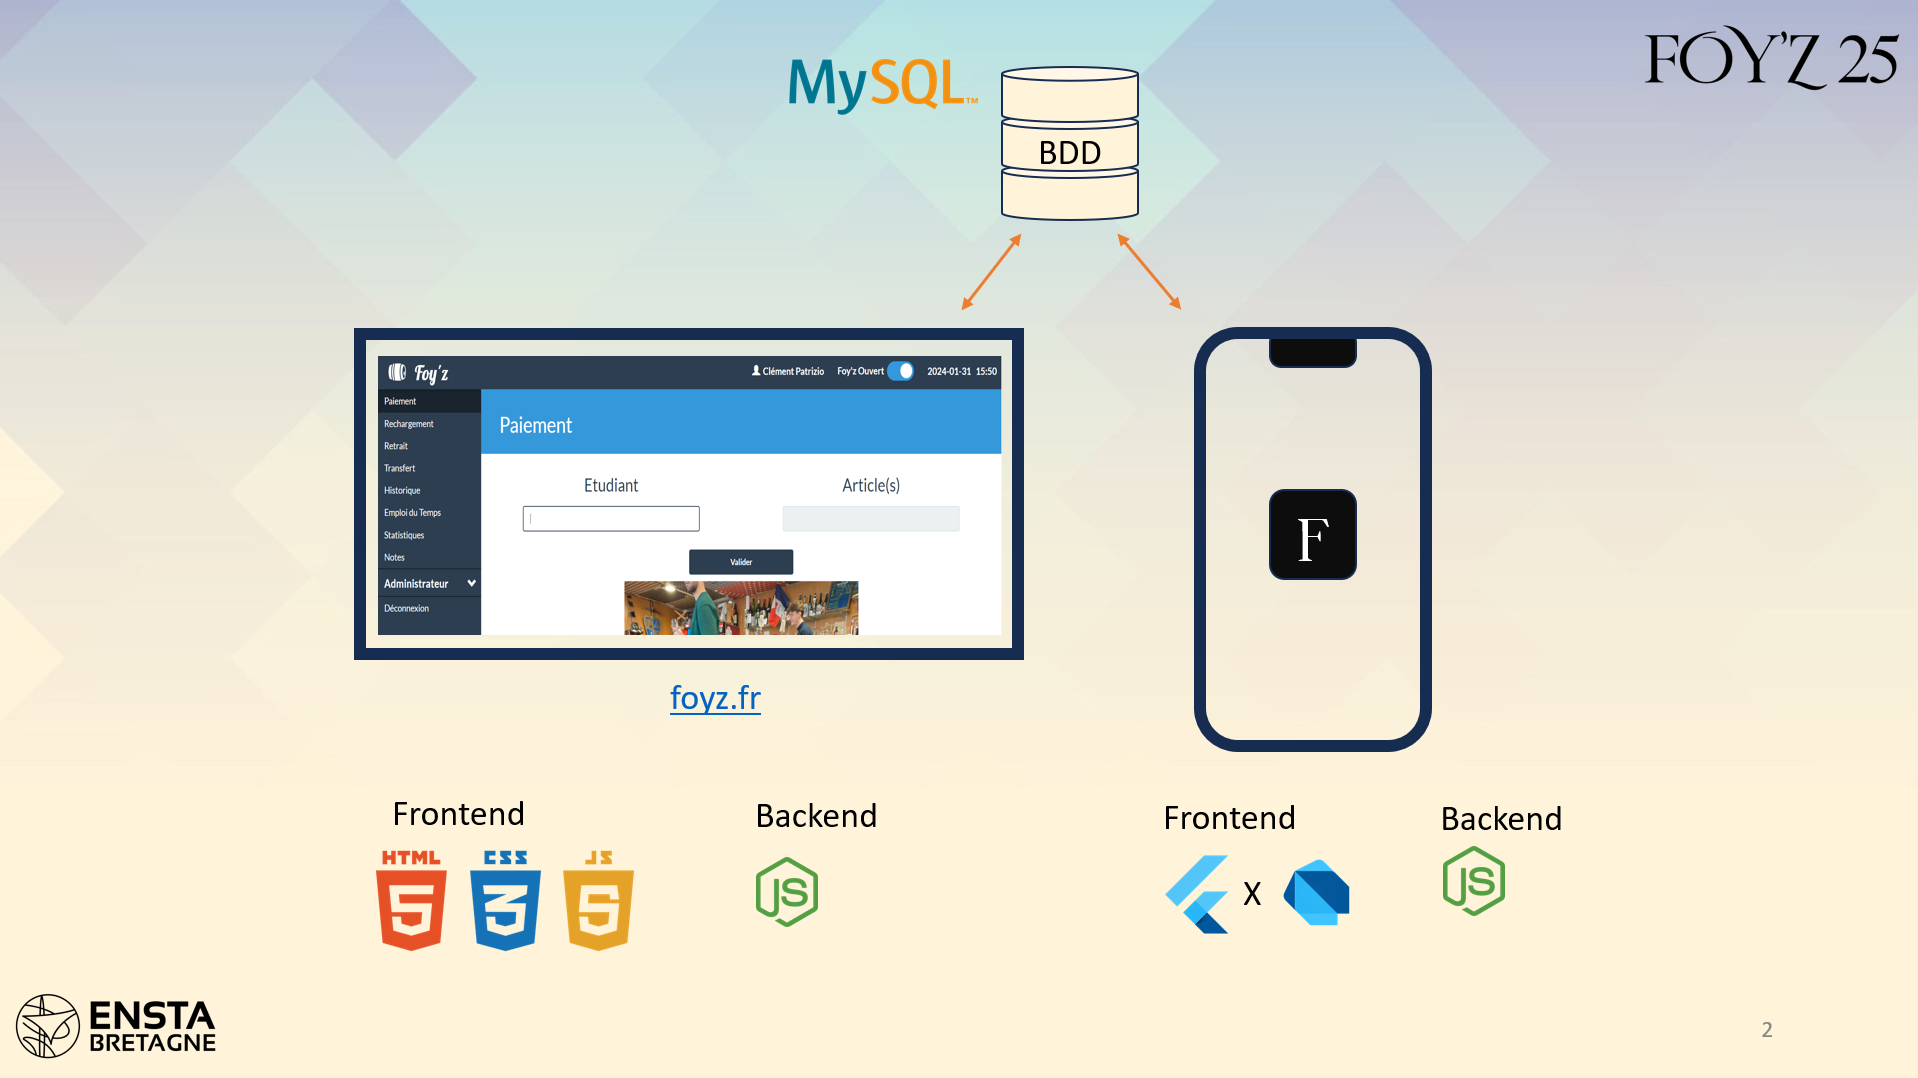 FOY'Z 25
MySQL™
BDD
Foy'z
Clément Patrizio
Foy'z Ouvert
2024-01-31 15:50
Paiement
Rechargement
Retrait
Transfert
Historique
Emploi du Temps
Statistiques
Notes
Administrateur
Déconnexion
Paiement
Etudiant
Article(s)
Valider
F
foyz.fr
Frontend
Backend
Frontend
Backend
HTML
5
CSS
3
JS
5
JS
X
JS
ENSTA
BRETAGNE
2